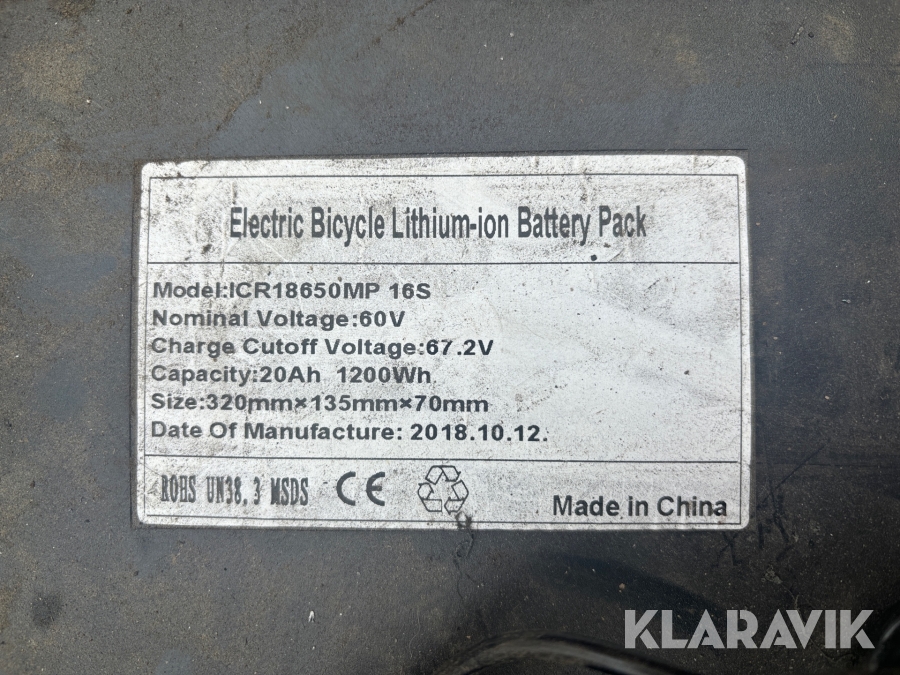 Electric Bicycle Lithium-ion Battery Pack
Model:ICR18650MP 16S
Nominal Voltage:60V
Charge Cutoff Voltage:67.2V
Capacity:20Ah 1200Wh
Size:320mm×135mm×70mm
Date Of Manufacture: 2018.10.12.
ROHS UN38.3 MSDS CE
Made in China
KLARAVIK